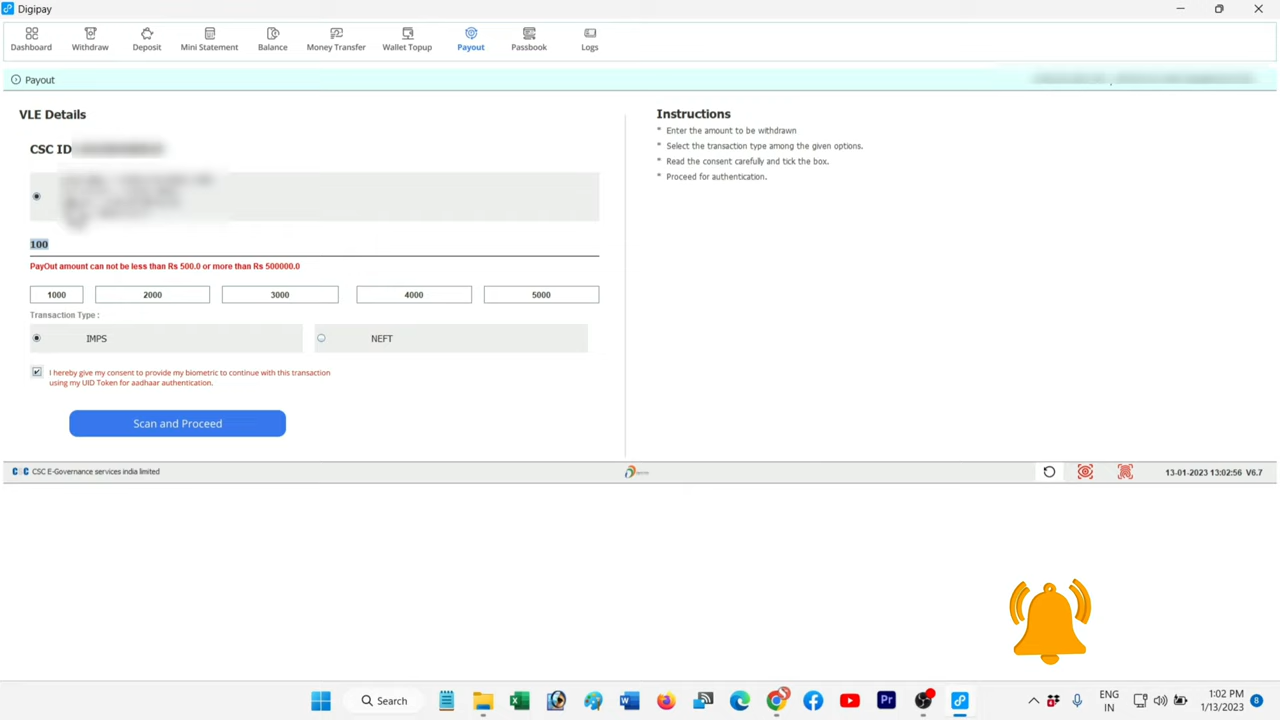 Digipay
Dashboard
Withdraw
Deposit
Mini Statement
Balance
Money Transfer
Wallet Topup
Payout
Passbook
Logs
Payout
VLE Details
CSC ID
100
PayOut amount can not be less than Rs 500.0 or more than Rs 500000.0
1000
2000
3000
4000
5000
Transaction Type :
IMPS
NEFT
I hereby give my consent to provide my biometric to continue with this transaction
using my UID Token for aadhaar authentication.
Scan and Proceed
Instructions
* Enter the amount to be withdrawn
* Select the transaction type among the given options.
* Read the consent carefully and tick the box.
* Proceed for authentication.
CSC E-Governance services india limited
13-01-2023 13:02:56 V6.7
Search
Pr
ENG
IN
1:02 PM
1/13/2023
8